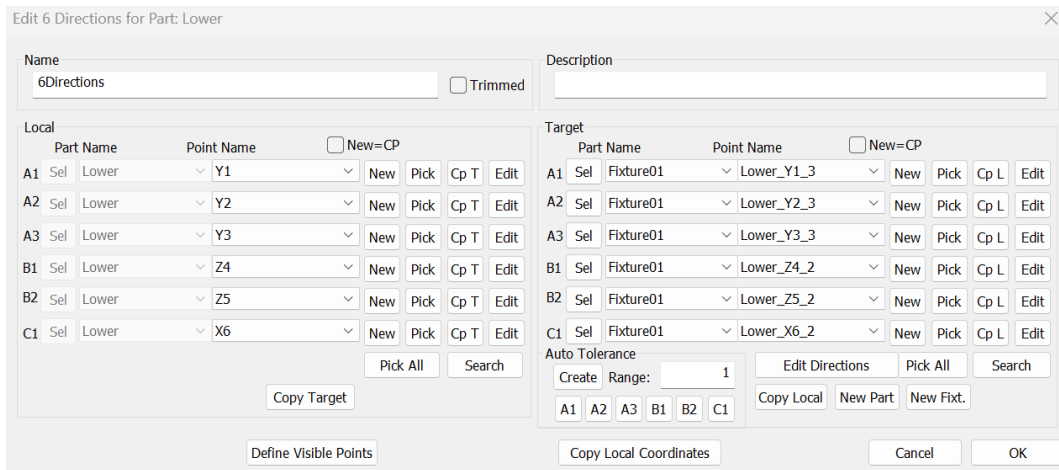 Edit 6 Directions for Part: Lower
Name
6Directions
Trimmed
Description
Local
Part Name Point Name New=CP
A1 Sel Lower Y1 New Pick Cp T Edit
A2 Sel Lower Y2 New Pick Cp T Edit
A3 Sel Lower Y3 New Pick Cp T Edit
B1 Sel Lower Z4 New Pick Cp T Edit
B2 Sel Lower Z5 New Pick Cp T Edit
C1 Sel Lower X6 New Pick Cp T Edit
Pick All Search
Copy Target
Target
Part Name Point Name New=CP
A1 Sel Fixture01 Lower_Y1_3 New Pick Cp L Edit
A2 Sel Fixture01 Lower_Y2_3 New Pick Cp L Edit
A3 Sel Fixture01 Lower_Y3_3 New Pick Cp L Edit
B1 Sel Fixture01 Lower_Z4_2 New Pick Cp L Edit
B2 Sel Fixture01 Lower_Z5_2 New Pick Cp L Edit
C1 Sel Fixture01 Lower_X6_2 New Pick Cp L Edit
Auto Tolerance
Create Range: 1
A1 A2 A3 B1 B2 C1
Edit Directions Pick All Search
Copy Local New Part New Fixt.
Define Visible Points Copy Local Coordinates Cancel OK